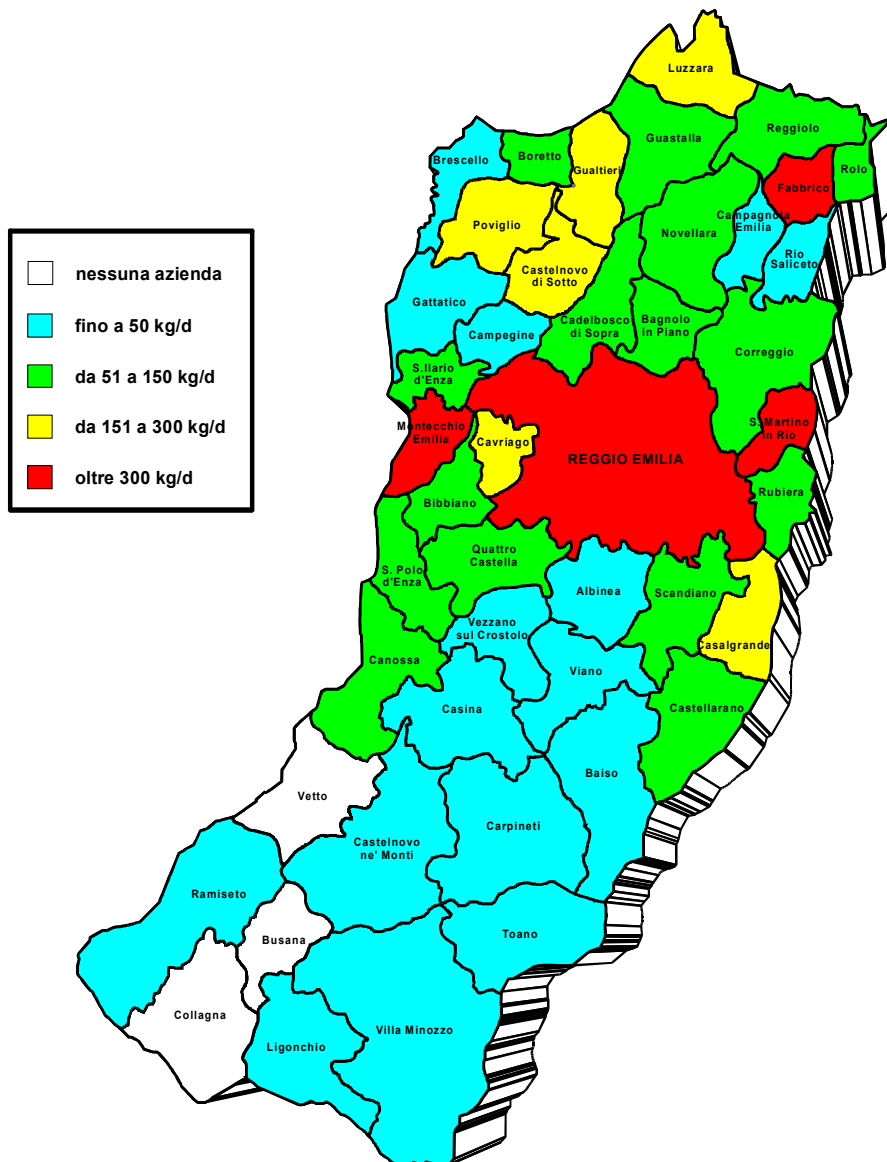 nessuna azienda
fino a 50 kg/d
da 51 a 150 kg/d
da 151 a 300 kg/d
oltre 300 kg/d
Luzzara
Reggiolo
Guastalla
Boretto
Brescello
Gualtieri
Rolo
Fabbrico
Campagnola
Emilia
Novellara
Poviglio
Rio
Saliceto
Castelnovo
di Sotto
Gattatico
Cadelbosco
di Sopra
Bagnolo
in Piano
Campegine
Correggio
S.Ilario
d'Enza
Montecchio
Emilia
Cavriago
S. Martino
in Rio
REGGIO EMILIA
Rubiera
Bibbiano
Quattro
Castella
S. Polo
d'Enza
Albinea
Scandiano
Vezzano
sul Crostolo
Casalgrande
Canossa
Viano
Casina
Castellarano
Baiso
Vetto
Carpineti
Castelnovo
ne' Monti
Ramiseto
Toano
Busana
Collagna
Villa Minozzo
Ligonchio